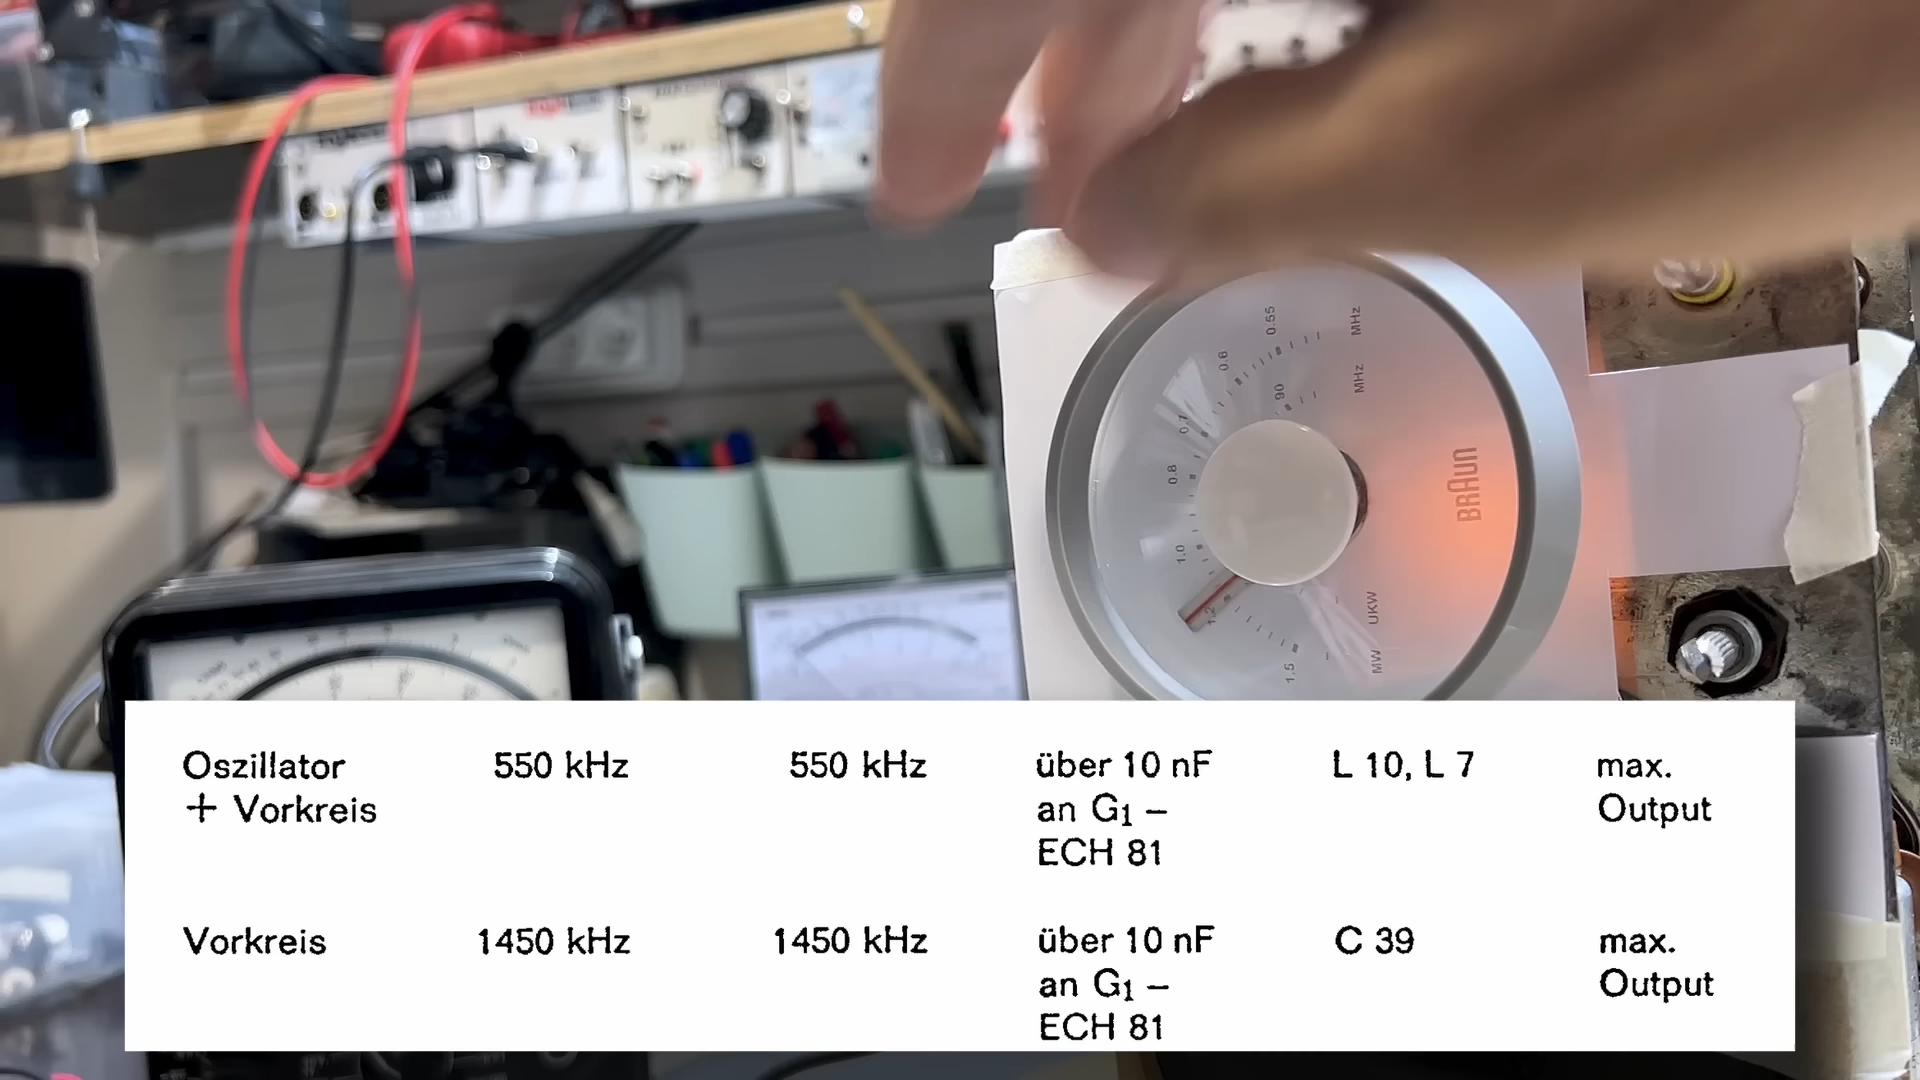 0.55
MHz
0.6
90
MHz
0.7
0.8
BRAUN
1.0
1.2
UKW
1.5
MW
Oszillator + Vorkreis 550 kHz 550 kHz über 10 nF an G1 – ECH 81 L 10, L 7 max. Output
Vorkreis 1450 kHz 1450 kHz über 10 nF an G1 – ECH 81 C 39 max. Output